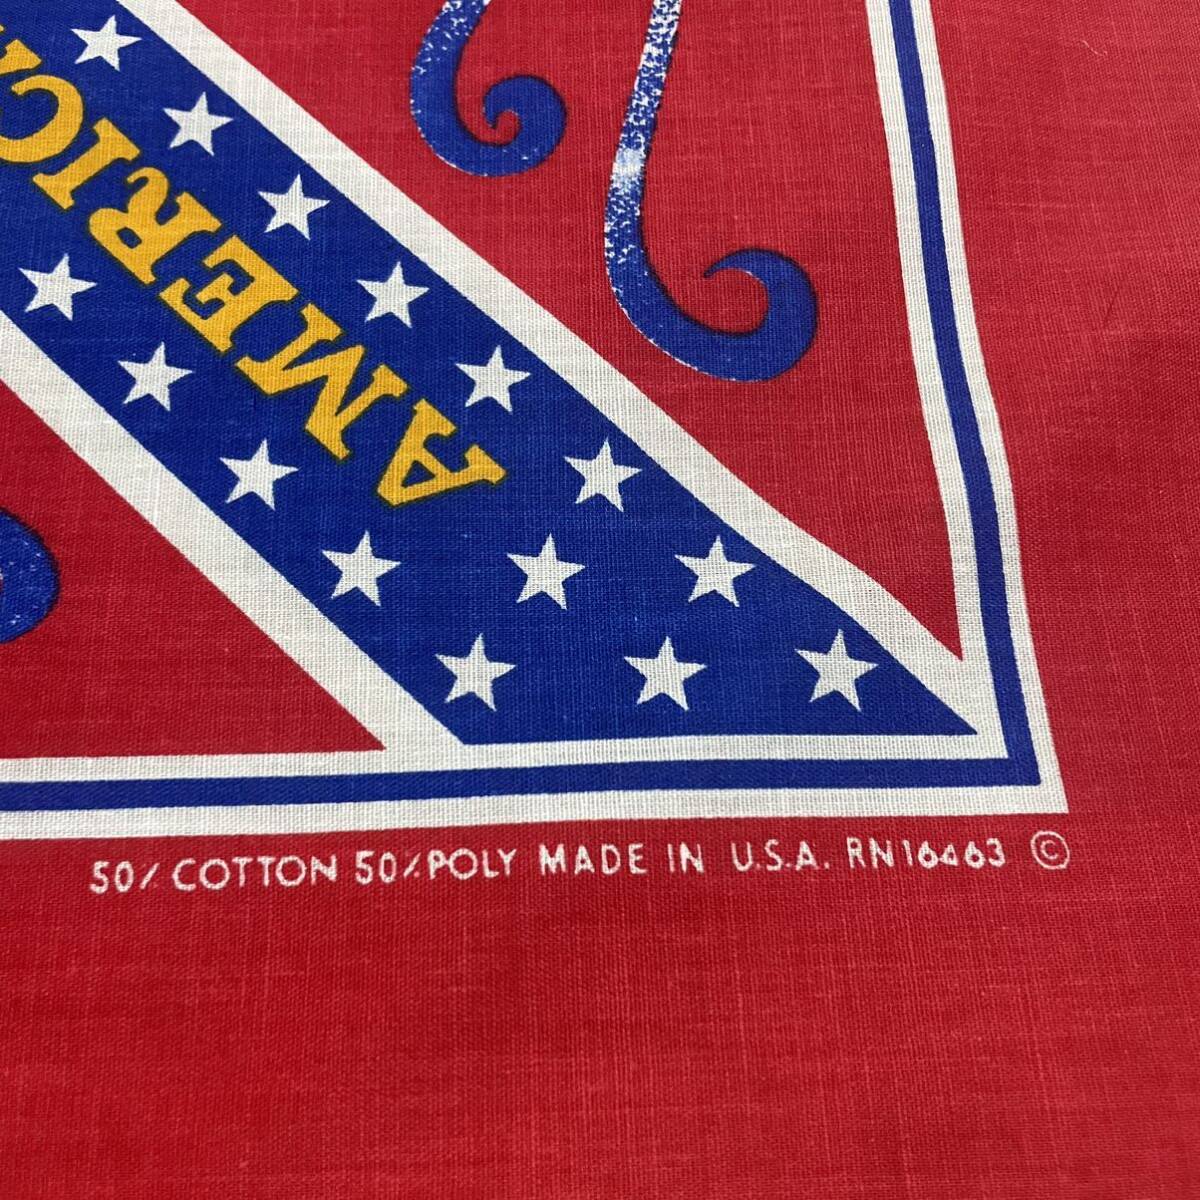 AMERICA
50% COTTON 50% POLY MADE IN U.S.A. RN16463 ©